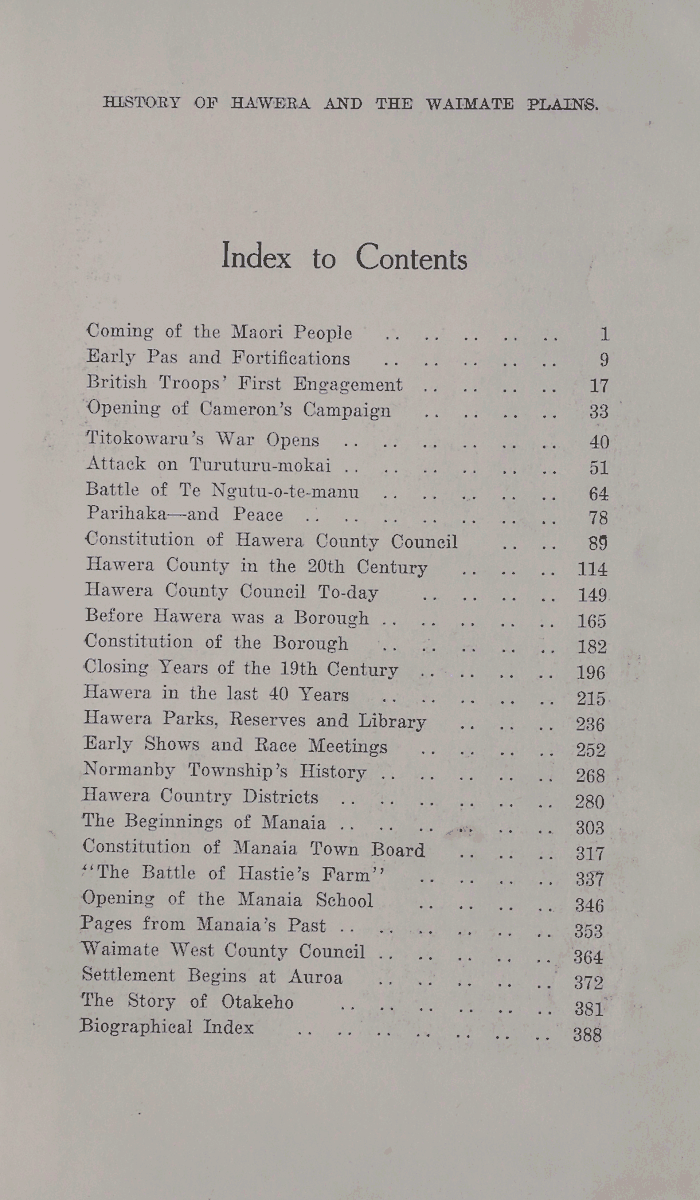 HISTORY OF HAWERA AND THE WAIMATE PLAINS.
Index to Contents
Coming of the Maori People .. .. .. .. .. 1
Early Pas and Fortifications .. .. .. .. .. 9
British Troops' First Engagement .. .. .. .. 17
Opening of Cameron's Campaign .. .. .. .. 33
Titokowaru's War Opens .. .. .. .. .. .. 40
Attack on Turuturu-mokai .. .. .. .. .. .. 51
Battle of Te Ngutu-o-te-manu .. .. .. .. .. 64
Parihaka—and Peace .. .. .. .. .. .. .. 78
Constitution of Hawera County Council .. .. 89
Hawera County in the 20th Century .. .. .. 114
Hawera County Council To-day .. .. .. .. 149
Before Hawera was a Borough .. .. .. .. .. 165
Constitution of the Borough .. .. .. .. .. 182
Closing Years of the 19th Century .. .. .. .. 196
Hawera in the last 40 Years .. .. .. .. .. 215
Hawera Parks, Reserves and Library .. .. .. 236
Early Shows and Race Meetings .. .. .. .. 252
Normanby Township's History .. .. .. .. .. 268
Hawera Country Districts .. .. .. .. .. .. 280
The Beginnings of Manaia .. .. .. .. .. .. 303
Constitution of Manaia Town Board .. .. .. 317
"The Battle of Hastie's Farm" .. .. .. .. 337
Opening of the Manaia School .. .. .. .. 346
Pages from Manaia's Past .. .. .. .. .. .. 353
Waimate West County Council .. .. .. .. .. 364
Settlement Begins at Auroa .. .. .. .. .. 372
The Story of Otakeho .. .. .. .. .. .. 381
Biographical Index .. .. .. .. .. .. .. 388